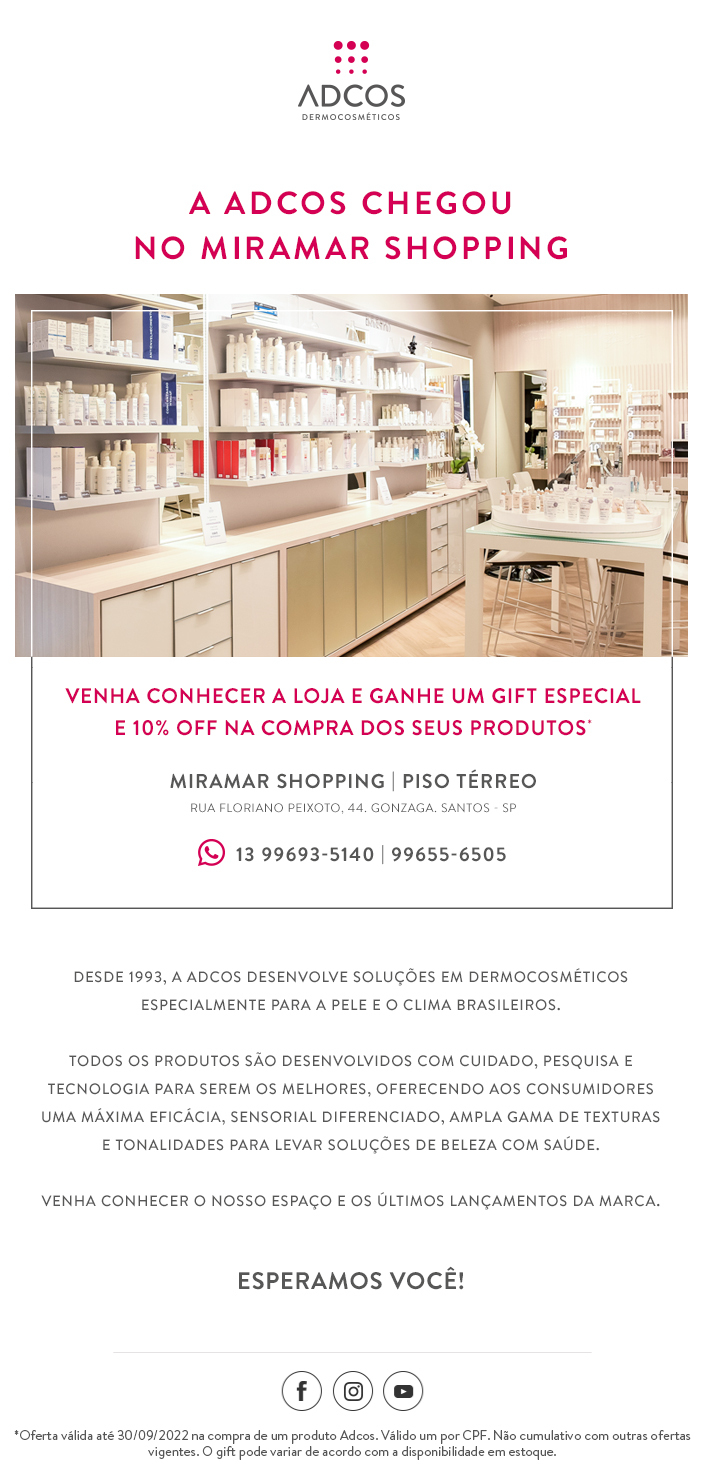 ADCOS
DERMOCOSMÉTICOS
A ADCOS CHEGOU
NO MIRAMAR SHOPPING
VENHA CONHECER A LOJA E GANHE UM GIFT ESPECIAL
E 10% OFF NA COMPRA DOS SEUS PRODUTOS*
MIRAMAR SHOPPING | PISO TÉRREO
RUA FLORIANO PEIXOTO, 44. GONZAGA. SANTOS - SP
13 99693-5140 | 99655-6505
DESDE 1993, A ADCOS DESENVOLVE SOLUÇÕES EM DERMOCOSMÉTICOS
ESPECIALMENTE PARA A PELE E O CLIMA BRASILEIROS.
TODOS OS PRODUTOS SÃO DESENVOLVIDOS COM CUIDADO, PESQUISA E
TECNOLOGIA PARA SEREM OS MELHORES, OFERECENDO AOS CONSUMIDORES
UMA MÁXIMA EFICÁCIA, SENSORIAL DIFERENCIADO, AMPLA GAMA DE TEXTURAS
E TONALIDADES PARA LEVAR SOLUÇÕES DE BELEZA COM SAÚDE.
VENHA CONHECER O NOSSO ESPAÇO E OS ÚLTIMOS LANÇAMENTOS DA MARCA.
ESPERAMOS VOCÊ!
*Oferta válida até 30/09/2022 na compra de um produto Adcos. Válido um por CPF. Não cumulativo com outras ofertas
vigentes. O gift pode variar de acordo com a disponibilidade em estoque.